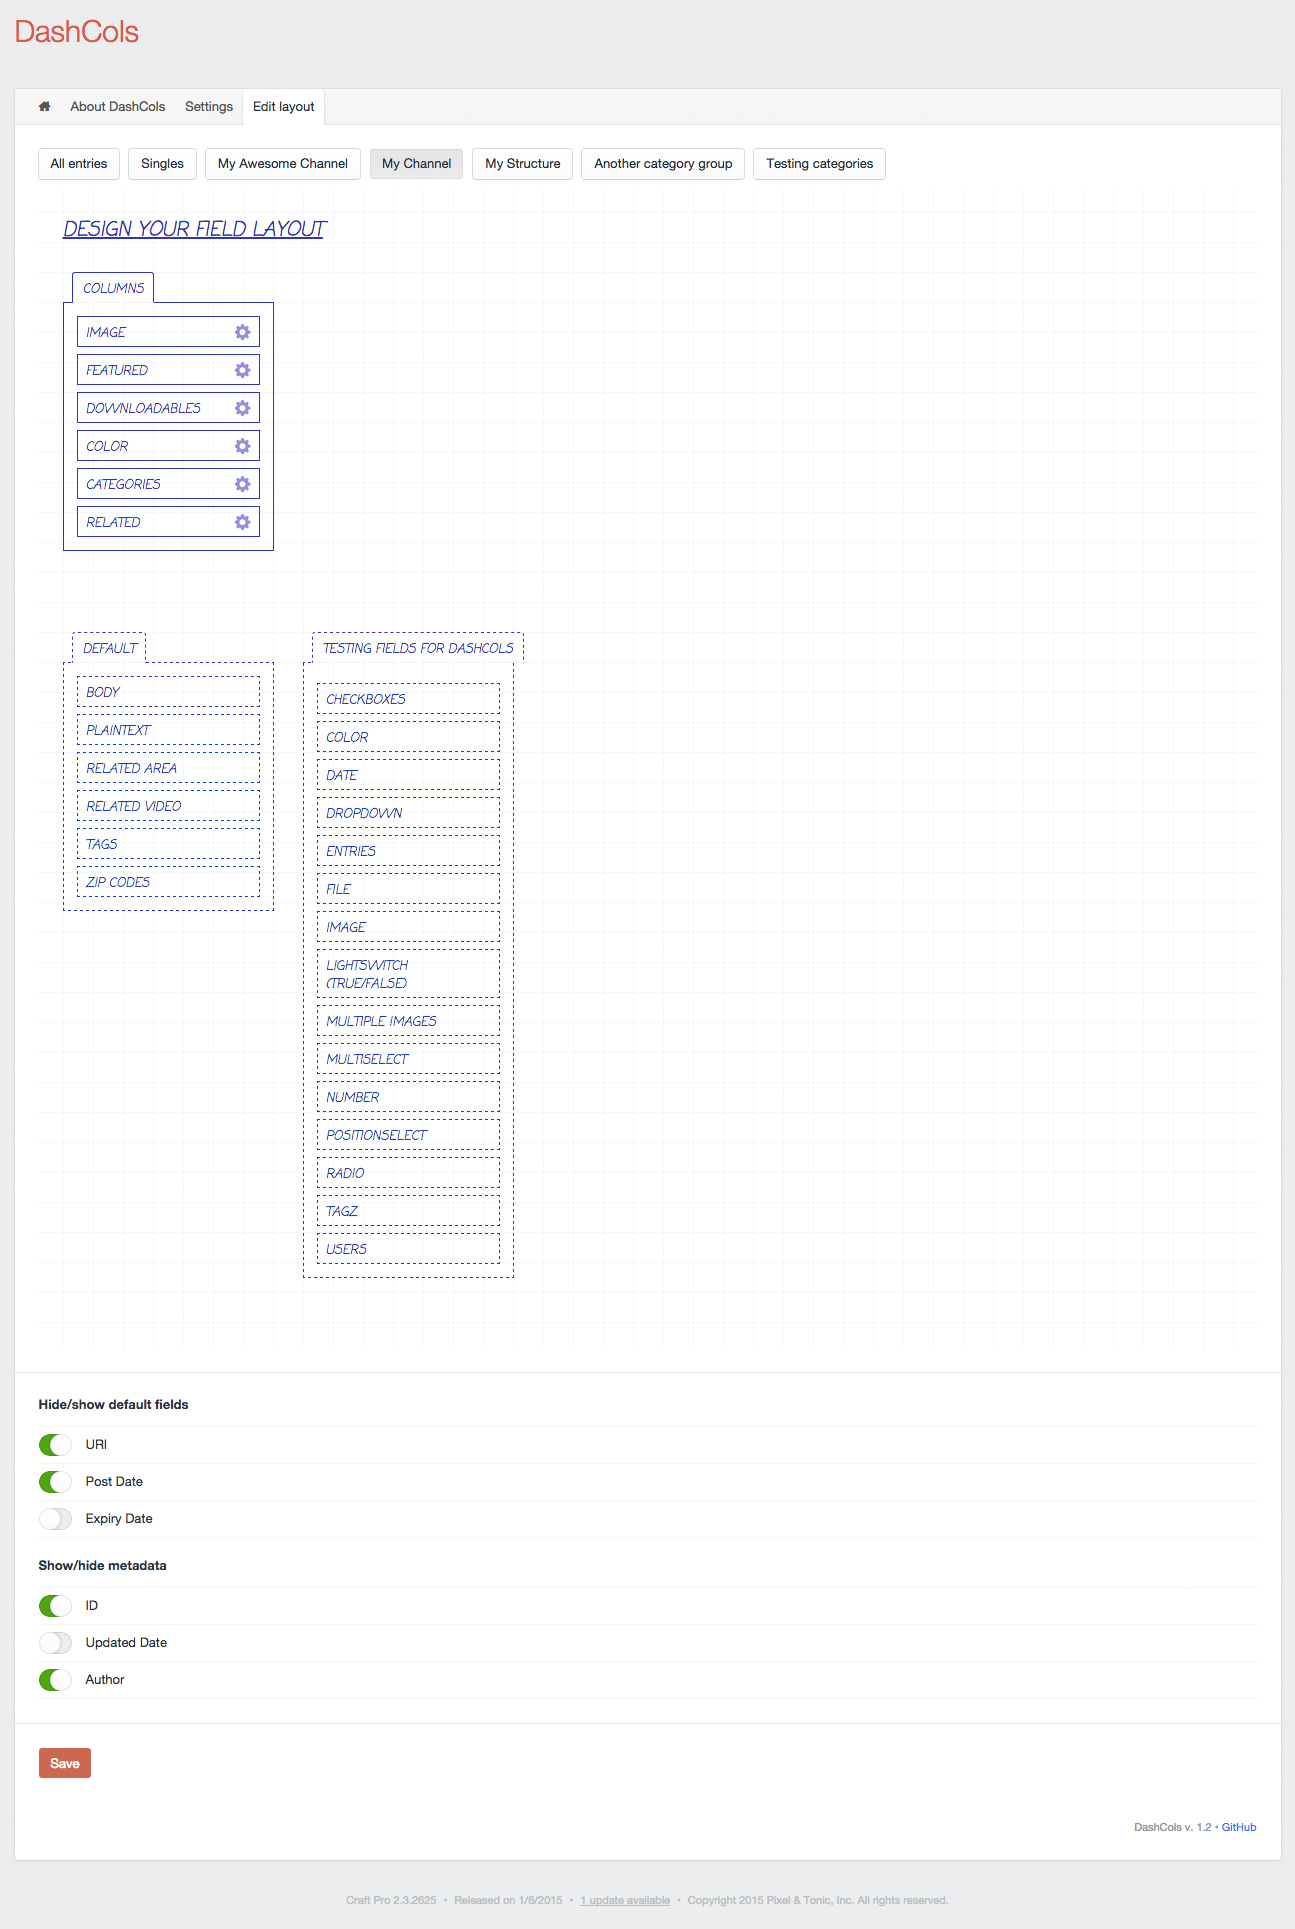 DashCols
About DashCols Settings Edit layout
All entries Singles My Awesome Channel My Channel My Structure Another category group Testing categories
DESIGN YOUR FIELD LAYOUT
COLUMNS
IMAGE
FEATURED
DOWNLOADABLES
COLOR
CATEGORIES
RELATED
DEFAULT
BODY
PLAINTEXT
RELATED AREA
RELATED VIDEO
TAGS
ZIP CODES
TESTING FIELDS FOR DASHCOLS
CHECKBOXES
COLOR
DATE
DROPDOWN
ENTRIES
FILE
IMAGE
LIGHTSWITCH
(TRUE/FALSE)
MULTIPLE IMAGES
MULTISELECT
NUMBER
POSITIONSELECT
RADIO
TAGZ
USERS
Hide/show default fields
URI
Post Date
Expiry Date
Show/hide metadata
ID
Updated Date
Author
Save
DashCols v. 1.2 • GitHub
Craft Pro 2.3.2625 • Released on 1/6/2015 • 1 update available • Copyright 2015 Pixel & Tonic, Inc. All rights reserved.